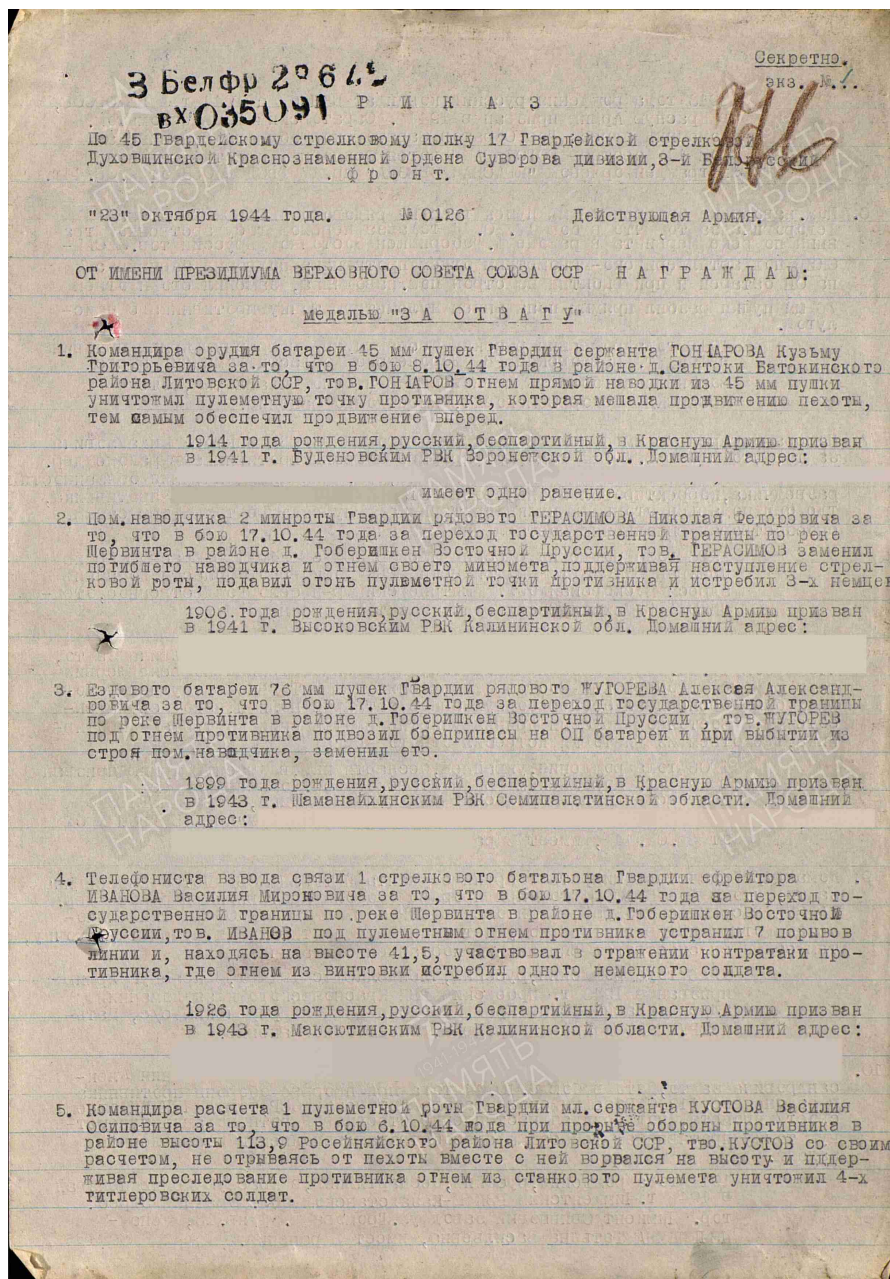 Секретно.
экз. № 1
3 Белфр
вх 035091
П Р И К А З
По 45 Гвардейскому стрелковому полку 17 Гвардейской стрелковой
Духовщинской Краснознаменной ордена Суворова дивизии, 3-й Белорусский
ф р о н т.
"23" октября 1944 года. № 0126 Действующая Армия.
ОТ ИМЕНИ ПРЕЗИДИУМА ВЕРХОВНОГО СОВЕТА СОЮЗА ССР Н А Г Р А Ж Д А Ю:
медалью "З А О Т В А Г У"
1. Командира орудия батареи 45 мм пушек Гвардии сержанта ГОНЧАРОВА Кузьму
Григорьевича за то, что в бою 8.10.44 года в районе д. Сантоки Батокинского
района Литовской ССР, тов. ГОНЧАРОВ огнем прямой наводки из 45 мм пушки
уничтожил пулеметную точку противника, которая мешала продвижению пехоты,
тем самым обеспечил продвижение вперед.
1914 года рождения, русский, беспартийный, в Красную Армию призван
в 1941 г. Буденовским РВК Воронежской обл. Домашний адрес:
имеет одно ранение.
2. Пом. наводчика 2 минроты Гвардии рядового ГЕРАСИМОВА Николая Федоровича за
то, что в бою 17.10.44 года за переход государственной границы по реке
Шервинта в районе д. Гоберишкен Восточной Пруссии, тов. ГЕРАСИМОВ заменил
погибшего наводчика и огнем своего миномета, поддерживая наступление стрел-
ковой роты, подавил огонь пулеметной точки противника и истребил 3-х немцев
1906 года рождения, русский, беспартийный, в Красную Армию призван
в 1941 г. Высоковским РВК Калининской обл. Домашний адрес:
3. Ездового батареи 76 мм пушек Гвардии рядового ЖУГОРЕВА Алексея Александ-
ровича за то, что в бою 17.10.44 года за переход государственной границы
по реке Шервинта в районе д. Гоберишкен Восточной Пруссии, тов. ЖУГОРЕВ
под огнем противника подвозил боеприпасы на ОП батареи и при выбытии из
строя пом. наводчика, заменил его.
1899 года рождения, русский, беспартийный, в Красную Армию призван
в 1943 г. Шаманайхинским РВК Семипалатинской области. Домашний
адрес:
4. Телефониста взвода связи 1 стрелкового батальона Гвардии ефрейтора
ИВАНОВА Василия Мироновича за то, что в бою 17.10.44 года за переход го-
сударственной границы по реке Шервинта в районе д. Гоберишкен Восточной
Пруссии, тов. ИВАНОВ под пулеметным огнем противника устранил 7 порывов
линии и, находясь на высоте 41,5, участвовал в отражении контратаки про-
тивника, где огнем из винтовки истребил одного немецкого солдата.
1926 года рождения, русский, беспартийный, в Красную Армию призван
в 1943 г. Максютинским РВК Калининской области. Домашний адрес:
5. Командира расчета 1 пулеметной роты Гвардии мл. сержанта КУСТОВА Василия
Осиповича за то, что в бою 6.10.44 года при прорыве обороны противника в
районе высоты 113,9 Росейняйского района Литовской ССР, тво. КУСТОВ со своим
расчетом, не отрываясь от пехоты вместе с ней ворвался на высоту и пддер-
живая преследование противника огнем из станкового пулемета уничтожил 4-х
гитлеровских солдат.